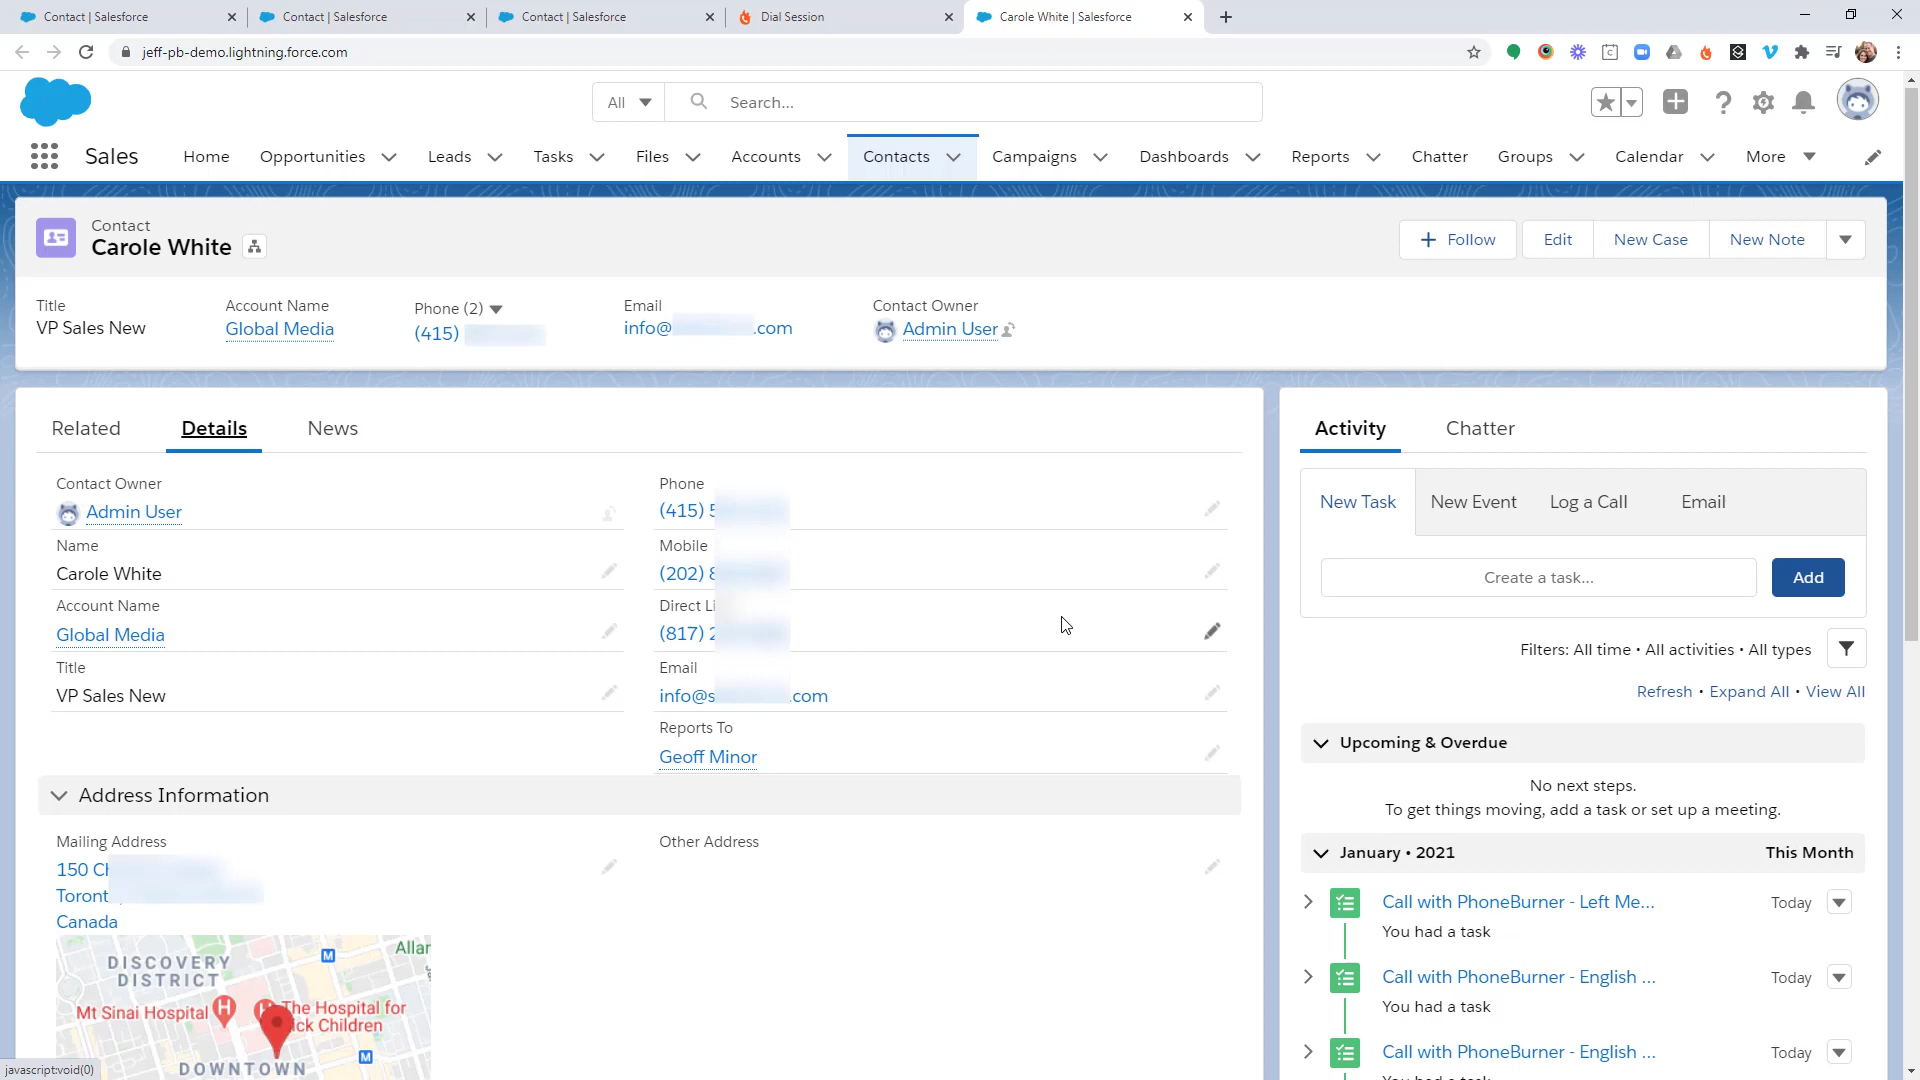 Contact | Salesforce
Contact | Salesforce
Contact | Salesforce
Dial Session
Carole White | Salesforce
jeff-pb-demo.lightning.force.com
All
Search...
Sales
Home
Opportunities
Leads
Tasks
Files
Accounts
Contacts
Campaigns
Dashboards
Reports
Chatter
Groups
Calendar
More
Contact
Carole White
Follow
Edit
New Case
New Note
Title
VP Sales New
Account Name
Global Media
Phone (2)
(415)
Email
info@ .com
Contact Owner
Admin User
Related
Details
News
Contact Owner
Admin User
Name
Carole White
Account Name
Global Media
Title
VP Sales New
Phone
(415) 5
Mobile
(202) 8
Direct Li
(817) 2
Email
info@s .com
Reports To
Geoff Minor
Address Information
Mailing Address
150 Ch
Toront
Canada
Other Address
DISCOVERY
DISTRICT
Allar
Mt Sinai Hospital
H
H
The Hospital for
ick Children
M
M
DOWNTOWN
javascript:void(0)
Activity
Chatter
New Task
New Event
Log a Call
Email
Create a task...
Add
Filters: All time • All activities • All types
Refresh • Expand All • View All
Upcoming & Overdue
No next steps.
To get things moving, add a task or set up a meeting.
January • 2021
This Month
Call with PhoneBurner - Left Me...
Today
You had a task
Call with PhoneBurner - English ...
Today
You had a task
Call with PhoneBurner - English ...
Today